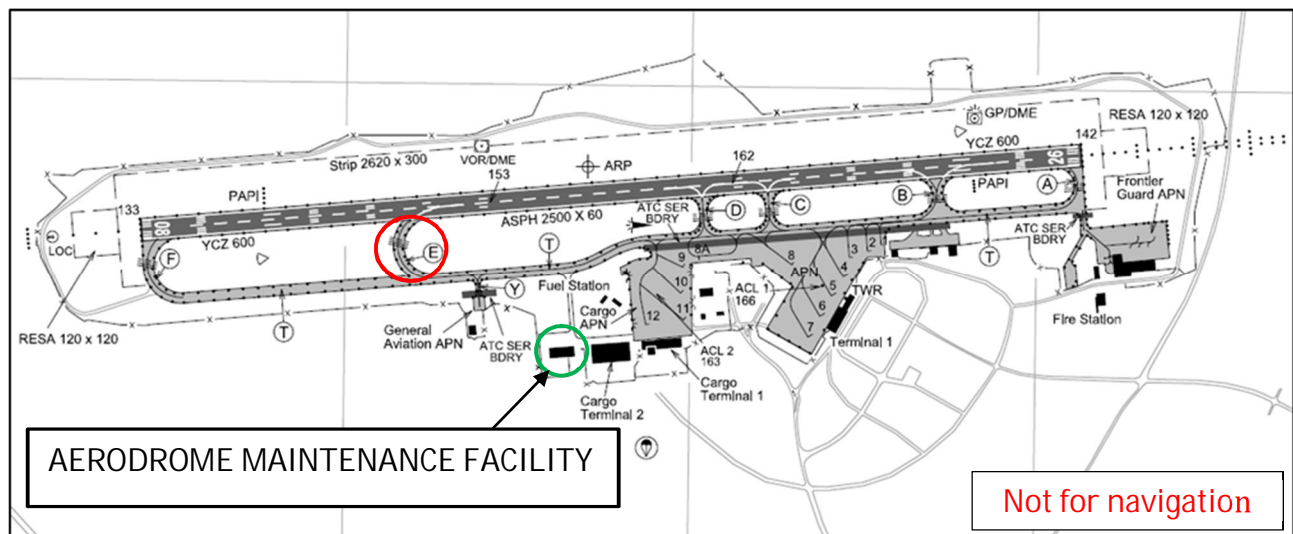 RESA 120 x 120
GP/DME
YCZ 600
142
Strip 2620 x 300
VOR/DME
ARP
162
153
26
PAPI
PAPI
A
Frontier
Guard APN
133
08
ASPH 2500 X 60
ATC SER
BDRY
D
C
B
YCZ 600
LOC
F
E
T
8A
9
8
3
2
ATC SER
BDRY
T
Fuel Station
10
ACL 1
166
APN
4
5
TWR
T
Y
Cargo
APN
12
11
6
7
Fire Station
RESA 120 x 120
General
Aviation APN
ATC SER
BDRY
ACL 2
163
Terminal 1
Cargo
Terminal 1
Cargo
Terminal 2
AERODROME MAINTENANCE FACILITY
Not for navigation